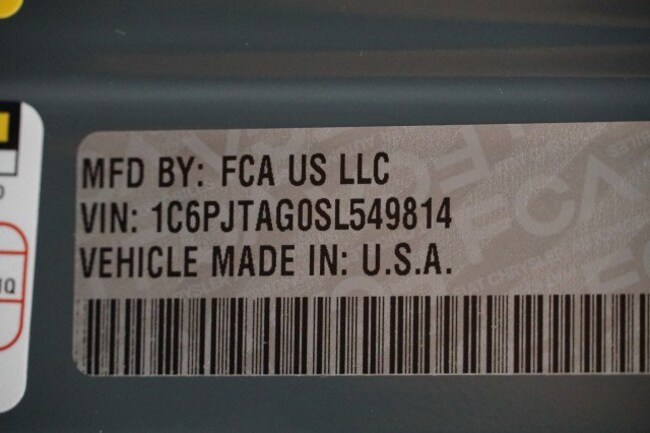 MFD BY: FCA US LLC
VIN: 1C6PJTAG0SL549814
VEHICLE MADE IN: U.S.A.